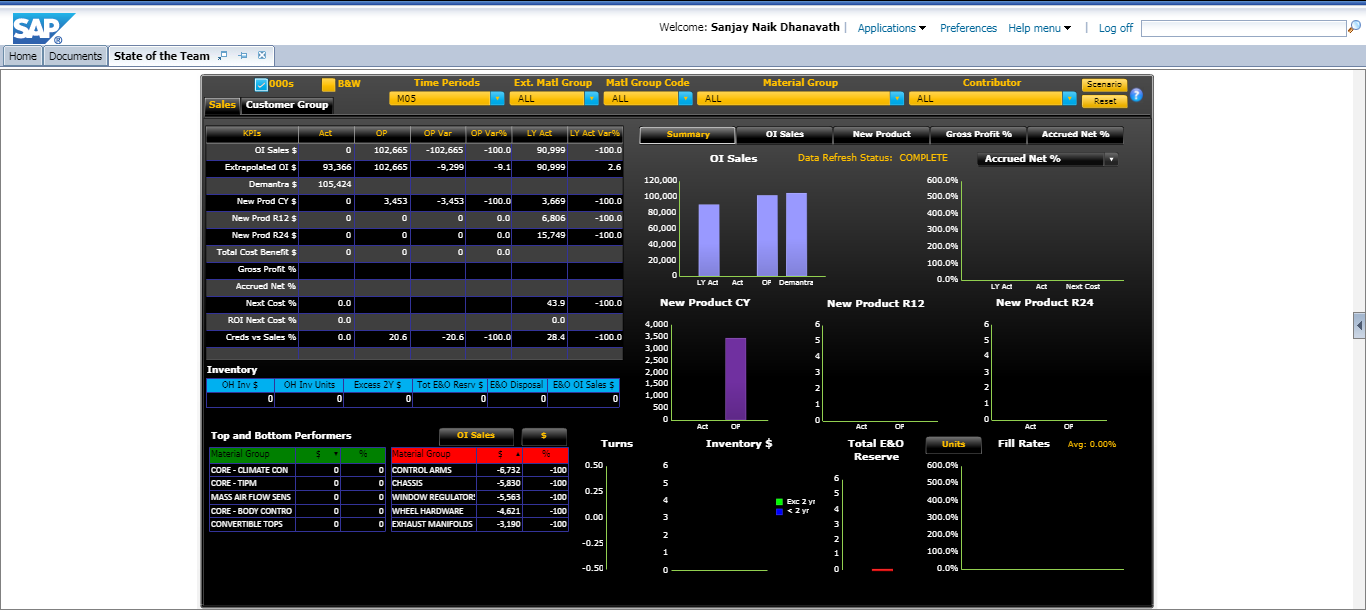 SAP ®
Welcome: Sanjay Naik Dhanavath | Applications Preferences Help menu | Log off
Home Documents State of the Team
000s B&W Time Periods Ext. Matl Group Matl Group Code Material Group Contributor Scenario
M05 ALL ALL ALL ALL Reset ?
Sales Customer Group
KPIs Act OP OP Var OP Var% LY Act LY Act Var%
OI Sales $ 0 102,665 -102,665 -100.0 90,999 -100.0
Extrapolated OI $ 93,366 102,665 -9,299 -9.1 90,999 2.6
Demantra $ 105,424
New Prod CY $ 0 3,453 -3,453 -100.0 3,669 -100.0
New Prod R12 $ 0 0 0 0.0 6,806 -100.0
New Prod R24 $ 0 0 0 0.0 15,749 -100.0
Total Cost Benefit $ 0 0 0 0.0
Gross Profit %
Accrued Net %
Next Cost % 0.0 43.9 -100.0
ROI Next Cost % 0.0 0.0
Creds vs Sales % 0.0 20.6 -20.6 -100.0 28.4 -100.0
Inventory
OH Inv $ OH Inv Units Excess 2Y $ Tot E&O Resrv $ E&O Disposal E&O OI Sales $
0 0 0 0 0 0
Top and Bottom Performers OI Sales $
Material Group $ % Material Group $ %
CORE - CLIMATE CON 0 0 CONTROL ARMS -6,732 -100
CORE - TIPM 0 0 CHASSIS -5,830 -100
MASS AIR FLOW SENS 0 0 WINDOW REGULATORS -5,563 -100
CORE - BODY CONTRO 0 0 WHEEL HARDWARE -4,621 -100
CONVERTIBLE TOPS 0 0 EXHAUST MANIFOLDS -3,190 -100
Summary OI Sales New Product Gross Profit % Accrued Net %
OI Sales Data Refresh Status: COMPLETE Accrued Net %
120,000
100,000
80,000
60,000
40,000
20,000
0
LY Act Act OP Demantra
600.0%
500.0%
400.0%
300.0%
200.0%
100.0%
0.0%
LY Act Act Next Cost
New Product CY New Product R12 New Product R24
4,000
3,500
3,000
2,500
2,000
1,500
1,000
500
0
Act OP
6
5
4
3
2
1
0
Act OP
6
5
4
3
2
1
0
Act OP
Turns Inventory $ Total E&O Reserve Units Fill Rates Avg: 0.00%
0.50
0.25
0.00
-0.25
-0.50
6
5
4
3
2
1
0
Exc 2 yr
< 2 yr
6
5
4
3
2
1
0
600.0%
500.0%
400.0%
300.0%
200.0%
100.0%
0.0%